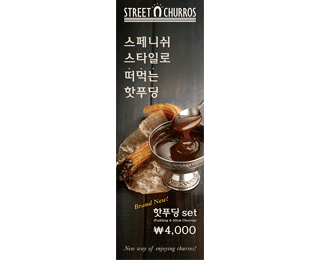 STREET CHURROS
스페니쉬
스타일로
떠먹는
핫푸딩
Brand New!
핫푸딩 set
(Pudding & 30cm Churros)
₩4,000
New way of enjoying churros!